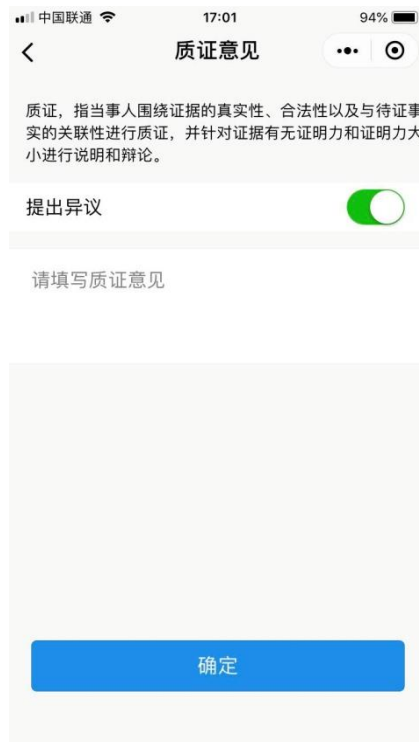 中国联通 17:01 94%
质证意见
质证，指当事人围绕证据的真实性、合法性以及与待证事
实的关联性进行质证，并针对证据有无证明力和证明力大
小进行说明和辩论。
提出异议
请填写质证意见
确定